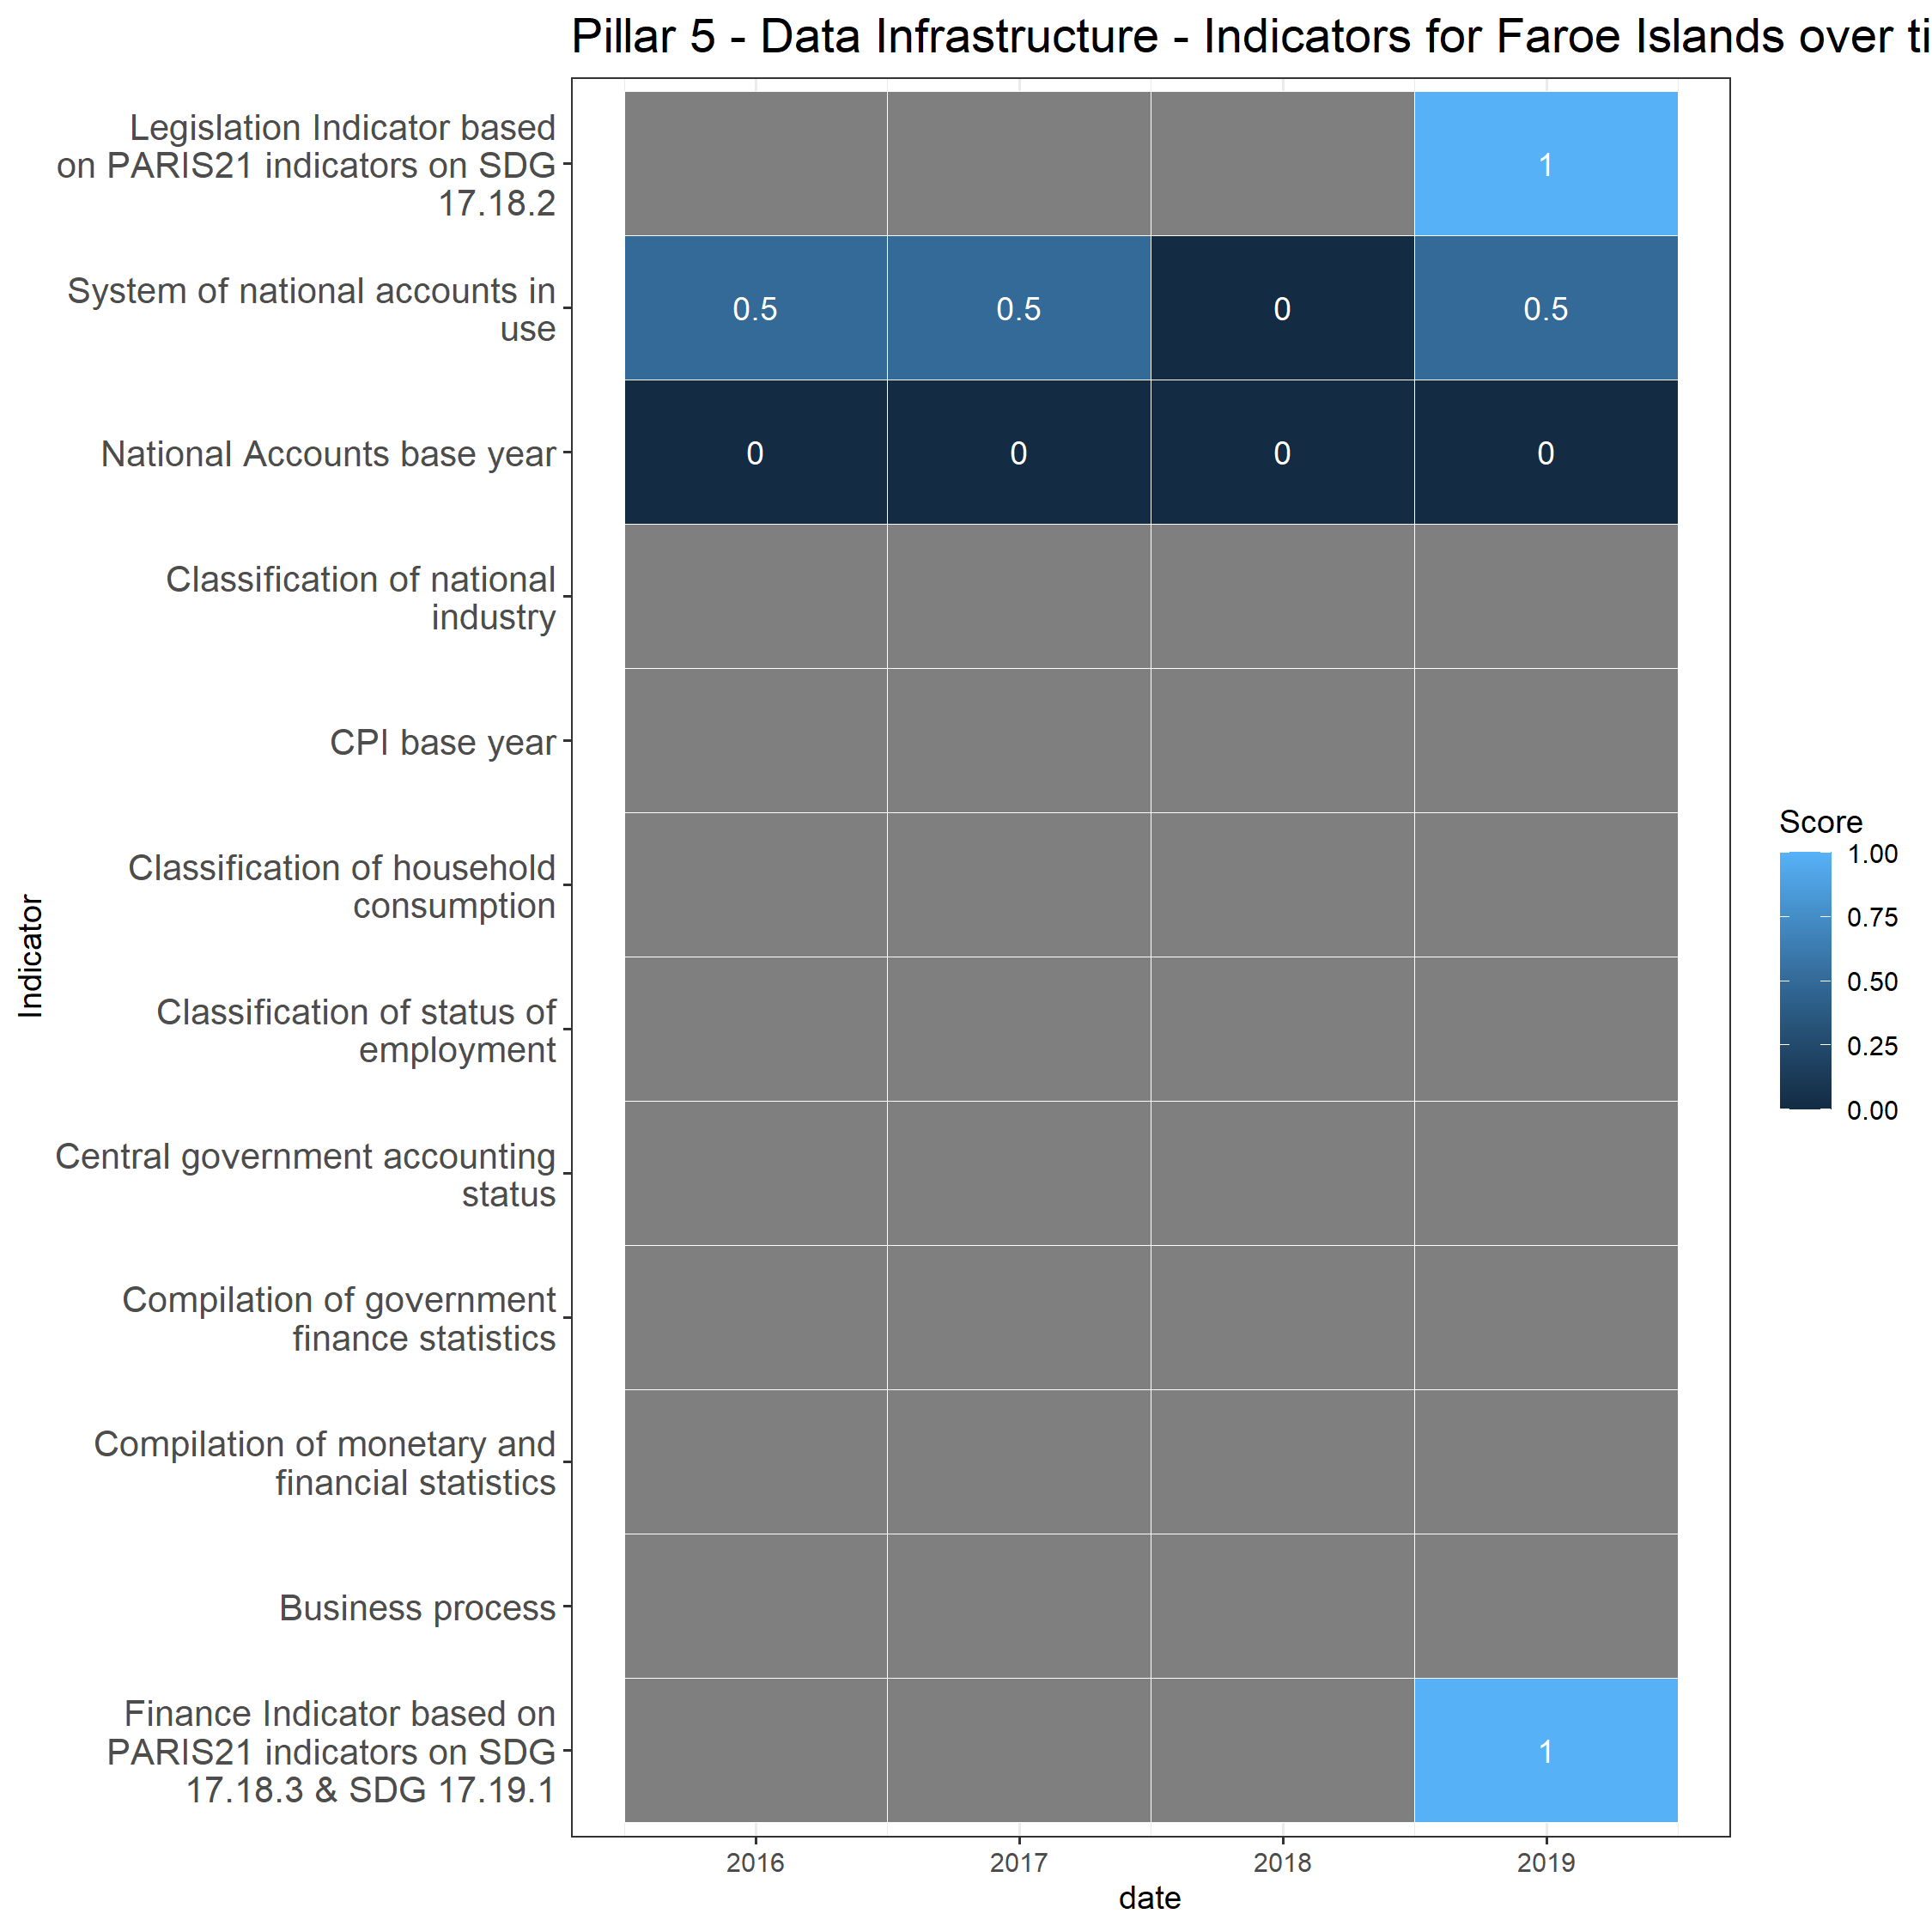 Pillar 5 - Data Infrastructure - Indicators for Faroe Islands over ti
Legislation Indicator based
on PARIS21 indicators on SDG
17.18.2
1
System of national accounts in
use
0.5
0.5
0
0.5
National Accounts base year
0
0
0
0
Classification of national
industry
CPI base year
Classification of household
consumption
Classification of status of
employment
Central government accounting
status
Compilation of government
finance statistics
Compilation of monetary and
financial statistics
Business process
Finance Indicator based on
PARIS21 indicators on SDG
17.18.3 & SDG 17.19.1
1
Indicator
2016
2017
2018
2019
date
Score
1.00
0.75
0.50
0.25
0.00